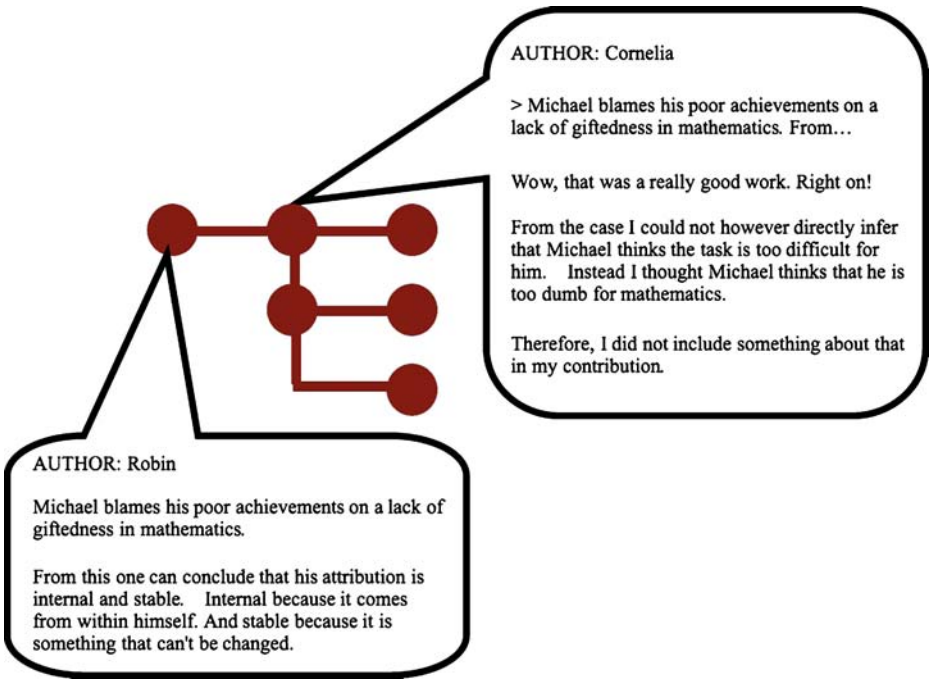 AUTHOR: Cornelia
> Michael blames his poor achievements on a
lack of giftedness in mathematics. From...
Wow, that was a really good work. Right on!
From the case I could not however directly infer
that Michael thinks the task is too difficult for
him. Instead I thought Michael thinks that he is
too dumb for mathematics.
Therefore, I did not include something about that
in my contribution.
AUTHOR: Robin
Michael blames his poor achievements on a lack of
giftedness in mathematics.
From this one can conclude that his attribution is
internal and stable. Internal because it comes
from within himself. And stable because it is
something that can't be changed.